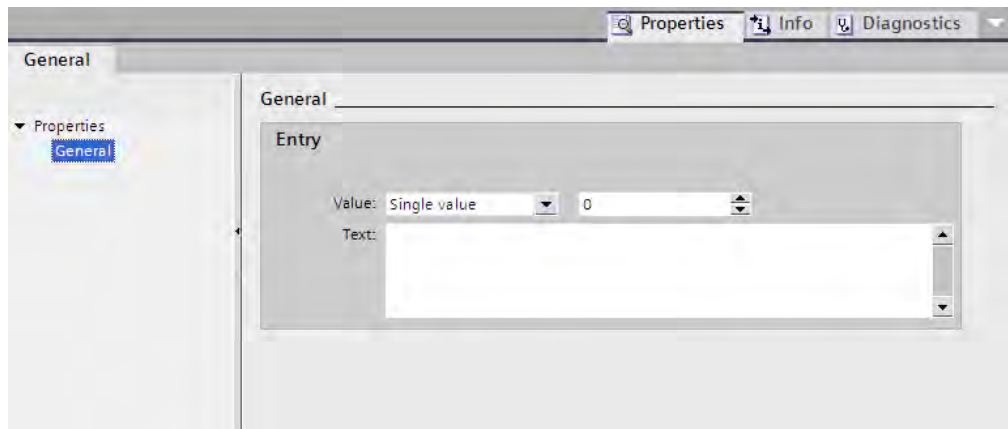 Properties Info Diagnostics
General
General
Properties
General
Entry
Value: Single value 0
Text: